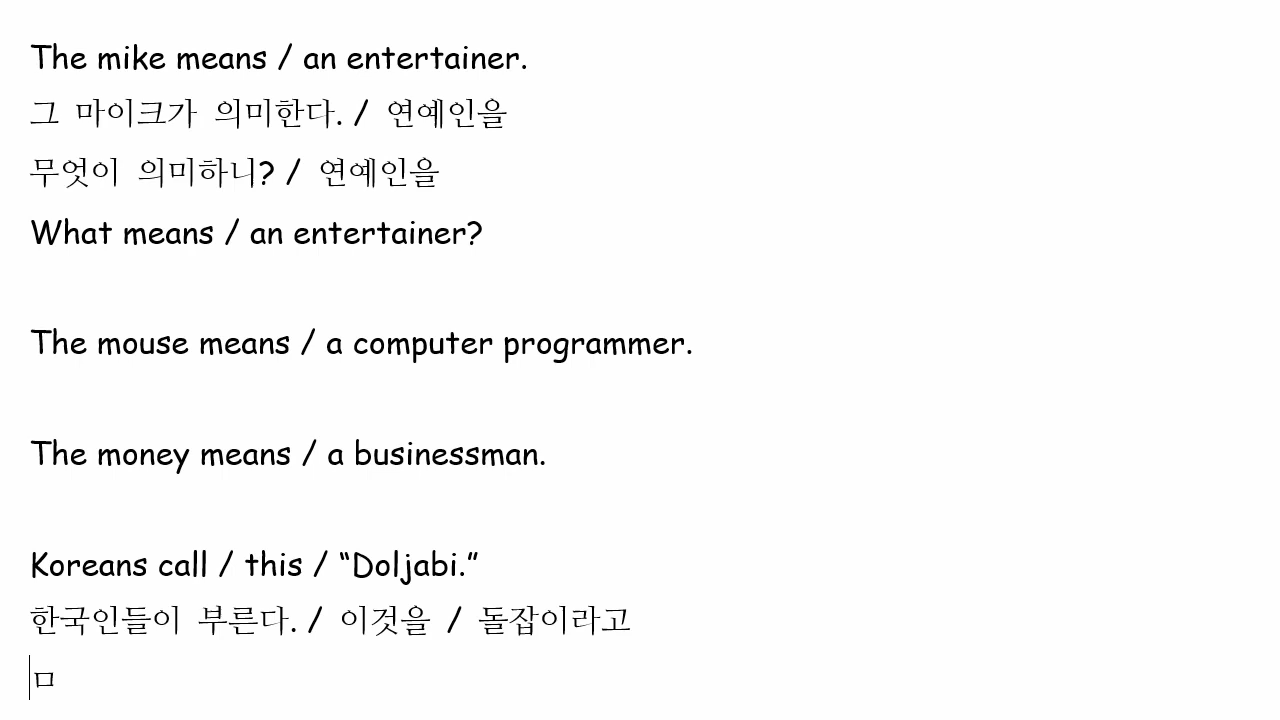 The mike means / an entertainer.
그 마이크가 의미한다. / 연예인을
무엇이 의미하니? / 연예인을
What means / an entertainer?
The mouse means / a computer programmer.
The money means / a businessman.
Koreans call / this / “Doljabi.”
한국인들이 부른다. / 이것을 / 돌잡이라고
ㅁ